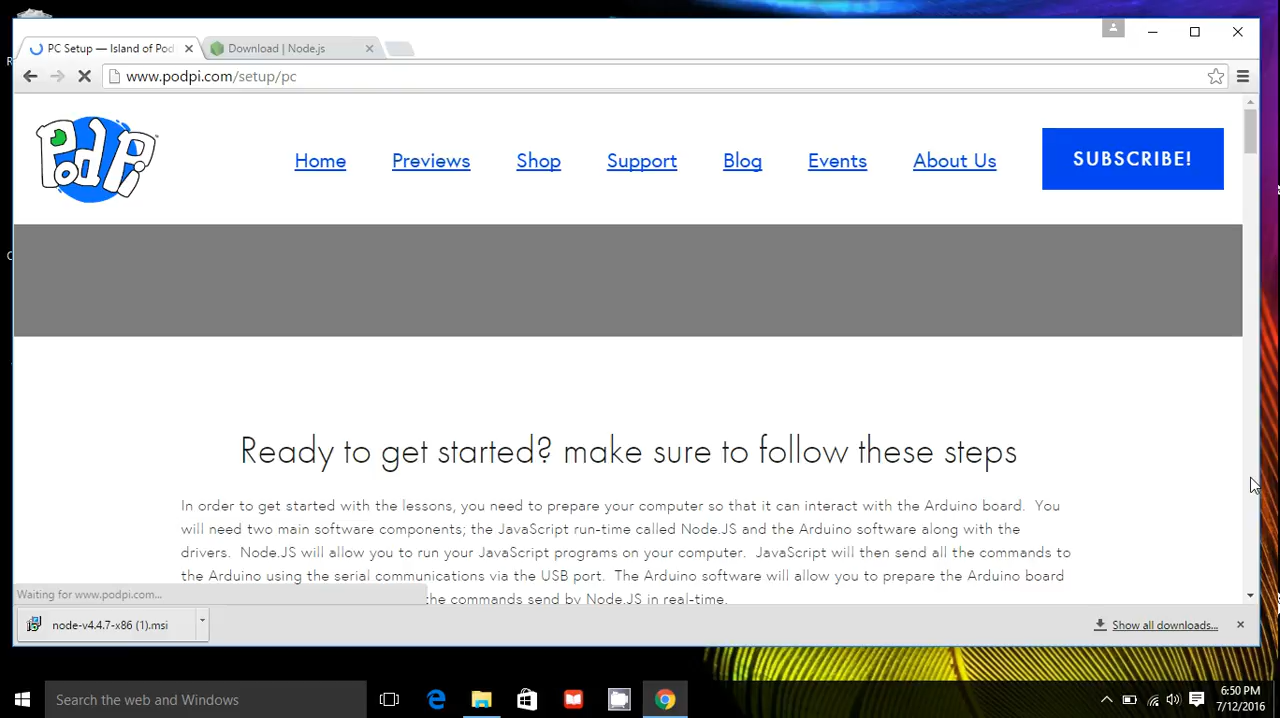 PC Setup — Island of Pod
Download | Node.js
www.podpi.com/setup/pc
PodPi
Home
Previews
Shop
Support
Blog
Events
About Us
SUBSCRIBE!
Ready to get started? make sure to follow these steps
In order to get started with the lessons, you need to prepare your computer so that it can interact with the Arduino board. You
will need two main software components; the JavaScript run-time called Node.JS and the Arduino software along with the
drivers. Node.JS will allow you to run your JavaScript programs on your computer. JavaScript will then send all the commands to
the Arduino using the serial communications via the USB port. The Arduino software will allow you to prepare the Arduino board
the commands send by Node.JS in real-time.
Waiting for www.podpi.com...
node-v4.4.7-x86 (1).msi
Show all downloads...
Search the web and Windows
6:50 PM
7/12/2016